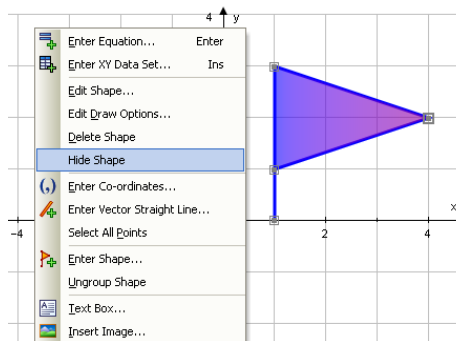 4 y
Enter Equation... Enter
Enter XY Data Set... Ins
Edit Shape...
Edit Draw Options...
Delete Shape
Hide Shape
Enter Co-ordinates...
Enter Vector Straight Line...
Select All Points
Enter Shape...
Ungroup Shape
Text Box...
Insert Image...
x
-4 2 4